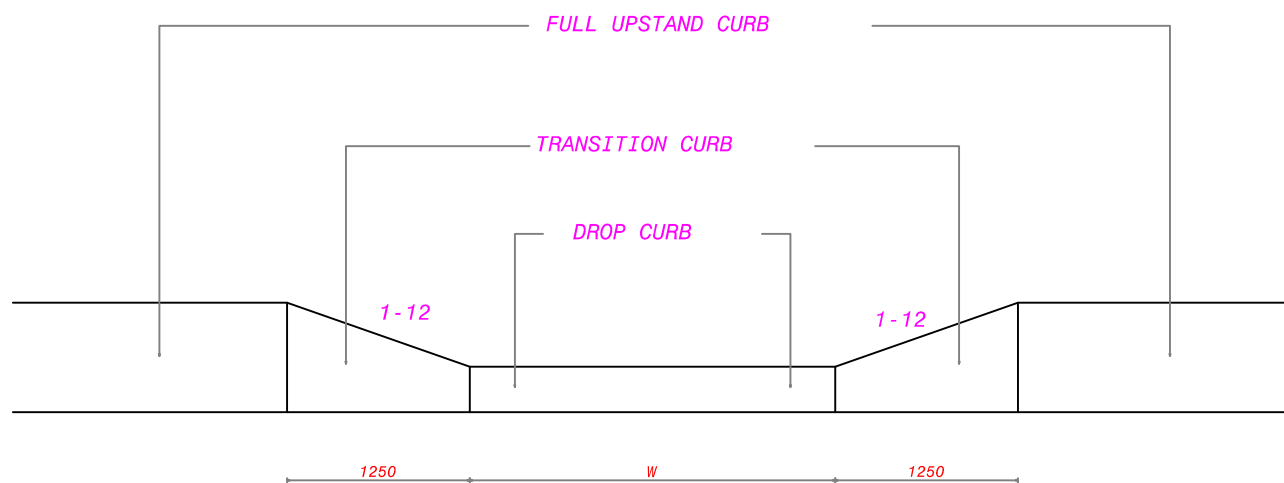 FULL UPSTAND CURB
TRANSITION CURB
DROP CURB
1-12
1-12
1250
W
1250